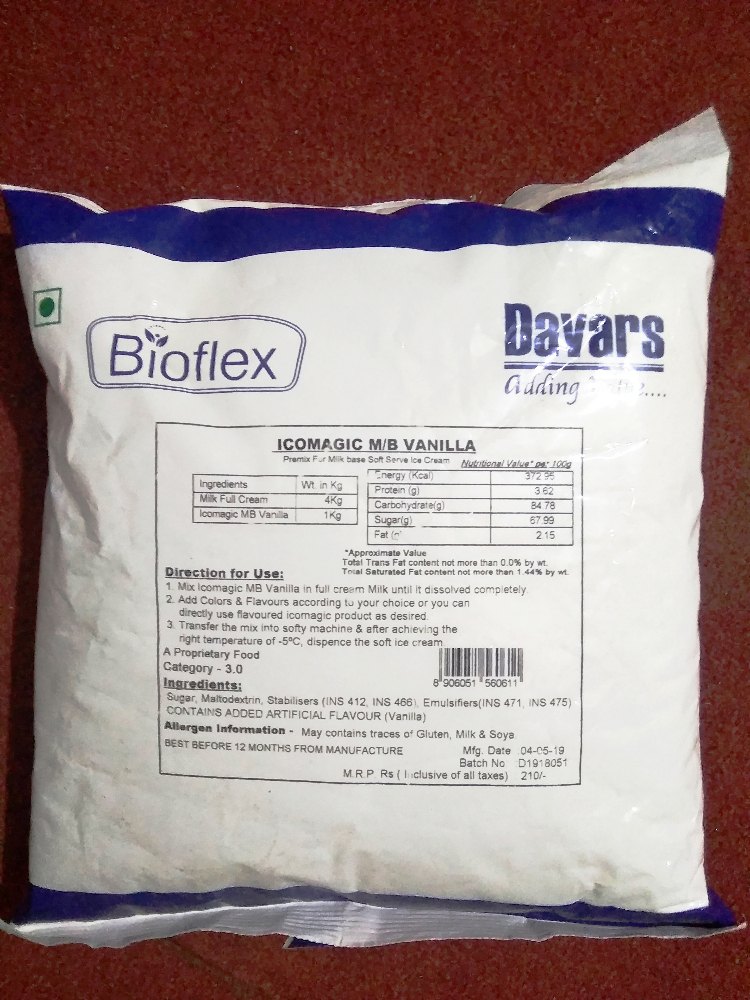 Bioflex
Davars
adding
ICOMAGIC M/B VANILLA
Premix For Milk base Soft Serve Ice Cream
Ingredients Wt. in Kg
Milk Full Cream 4Kg
Icomagic MB Vanilla 1Kg
Nutritional Value* per 100g
Energy (Kcal) 372.95
Protein (g) 3.62
Carbohydrate(g) 84.78
Sugar(g) 67.99
Fat (g) 2.15
*Approximate Value
Total Trans Fat content not more than 0.0% by wt.
Total Saturated Fat content not more than 1.44% by wt.
Direction for Use:
1. Mix Icomagic MB Vanilla in full cream Milk until it dissolved completely.
2. Add Colors & Flavours according to your choice or you can
directly use flavoured icomagic product as desired.
3. Transfer the mix into softy machine & after achieving the
right temperature of -5ºC, dispence the soft ice cream.
A Proprietary Food
Category - 3.0
8 906051 560611
Ingredients:
Sugar, Maltodextrin, Stabilisers (INS 412, INS 466), Emulsifiers(INS 471, INS 475)
CONTAINS ADDED ARTIFICIAL FLAVOUR (Vanilla)
Allergen Information - May contains traces of Gluten, Milk & Soya
BEST BEFORE 12 MONTHS FROM MANUFACTURE
Mfg. Date 04-05-19
Batch No D1918051
M.R.P. Rs ( Inclusive of all taxes) 210/-